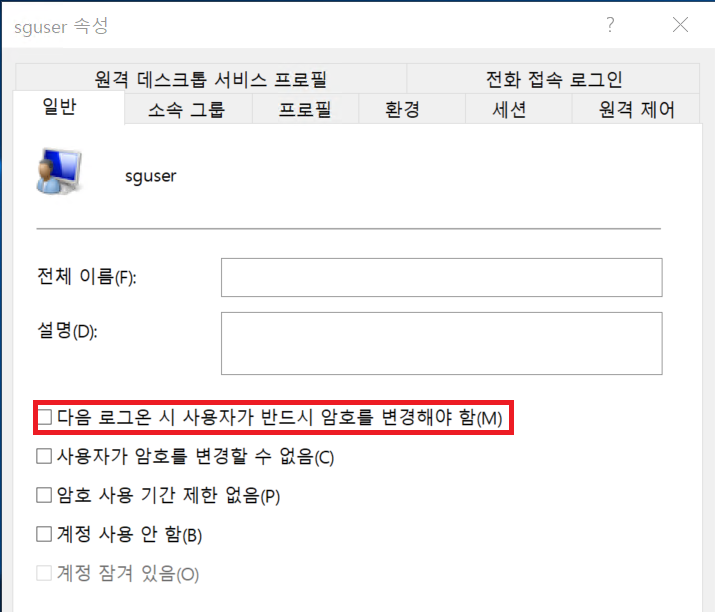 sguser 속성
?
원격 데스크톱 서비스 프로필 전화 접속 로그인
일반 소속 그룹 프로필 환경 세션 원격 제어
sguser
전체 이름(F):
설명(D):
다음 로그온 시 사용자가 반드시 암호를 변경해야 함(M)
사용자가 암호를 변경할 수 없음(C)
암호 사용 기간 제한 없음(P)
계정 사용 안 함(B)
계정 잠겨 있음(O)